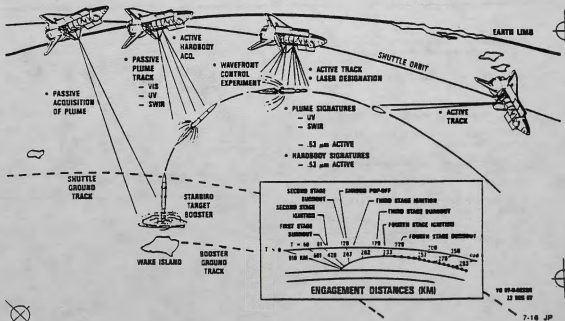 EARTH LIMB
• ACTIVE
HARDBODY
ACQ.
• PASSIVE
PLUME
TRACK
– VIS
– UV
– SWIR
• WAVEFRONT
CONTROL
EXPERIMENT
• ACTIVE TRACK
• LASER DESIGNATION
SHUTTLE ORBIT
• PASSIVE
ACQUISITION
OF PLUME
• PLUME SIGNATURES
– UV
– SWIR
– .53 µm ACTIVE
• HARDBODY SIGNATURES
– .53 µm ACTIVE
• ACTIVE
TRACK
SHUTTLE
GROUND
TRACK
STARBIRD
TARGET
BOOSTER
WAKE ISLAND
BOOSTER
GROUND
TRACK
SECOND STAGE
BURNOUT
SHROUD POP-OFF
SECOND STAGE
IGNITION
THIRD STAGE IGNITION
THIRD STAGE BURNOUT
FIRST STAGE
BURNOUT
FOURTH STAGE IGNITION
FOURTH STAGE BURNOUT
ENGAGEMENT DISTANCES (KM)
7-16 JP